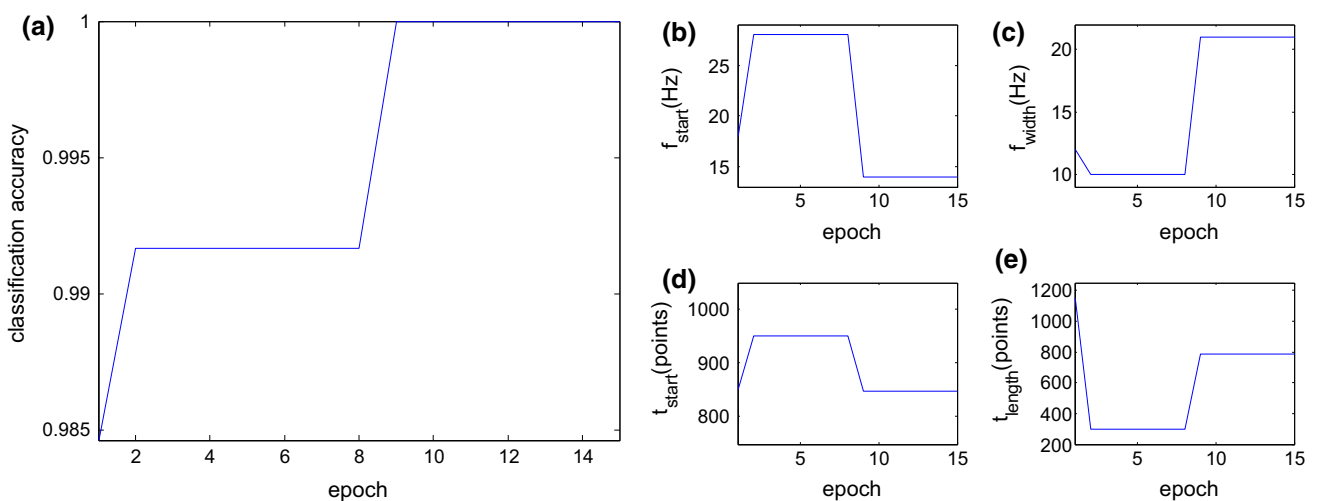 (a)
classification accuracy
1
0.995
0.99
0.985
2 4 6 8 10 12 14
epoch
(b)
f_start(Hz)
25
20
15
5 10 15
epoch
(c)
f_width(Hz)
20
15
10
5 10 15
epoch
(d)
t_start(points)
1000
900
800
5 10 15
epoch
(e)
t_length(points)
1200
1000
800
600
400
200
5 10 15
epoch